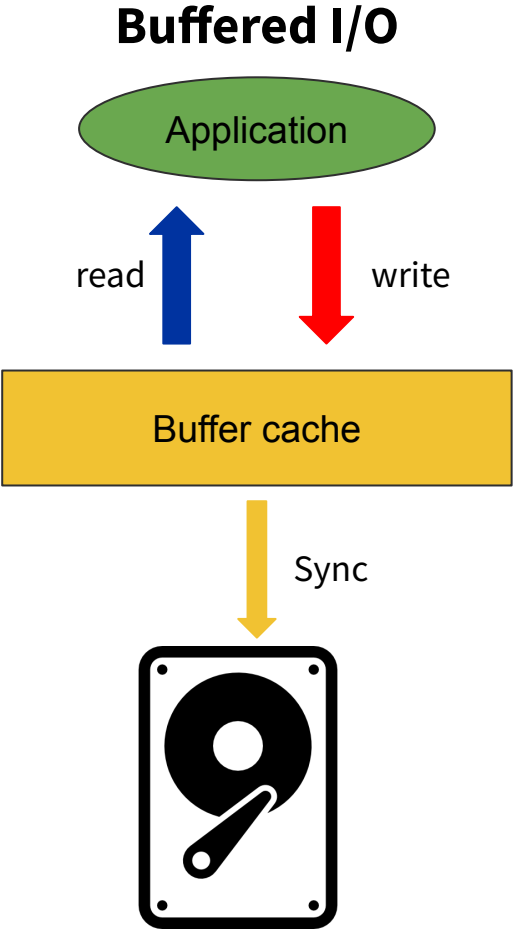 Buffered I/O
Application
read
write
Buffer cache
Sync